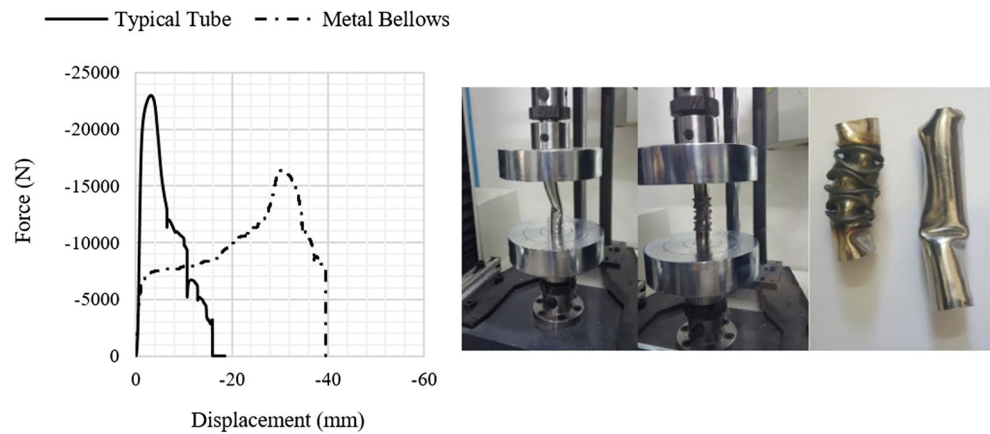 Typical Tube
Metal Bellows
-25000
-20000
-15000
-10000
-5000
0
0
-20
-40
-60
Force (N)
Displacement (mm)